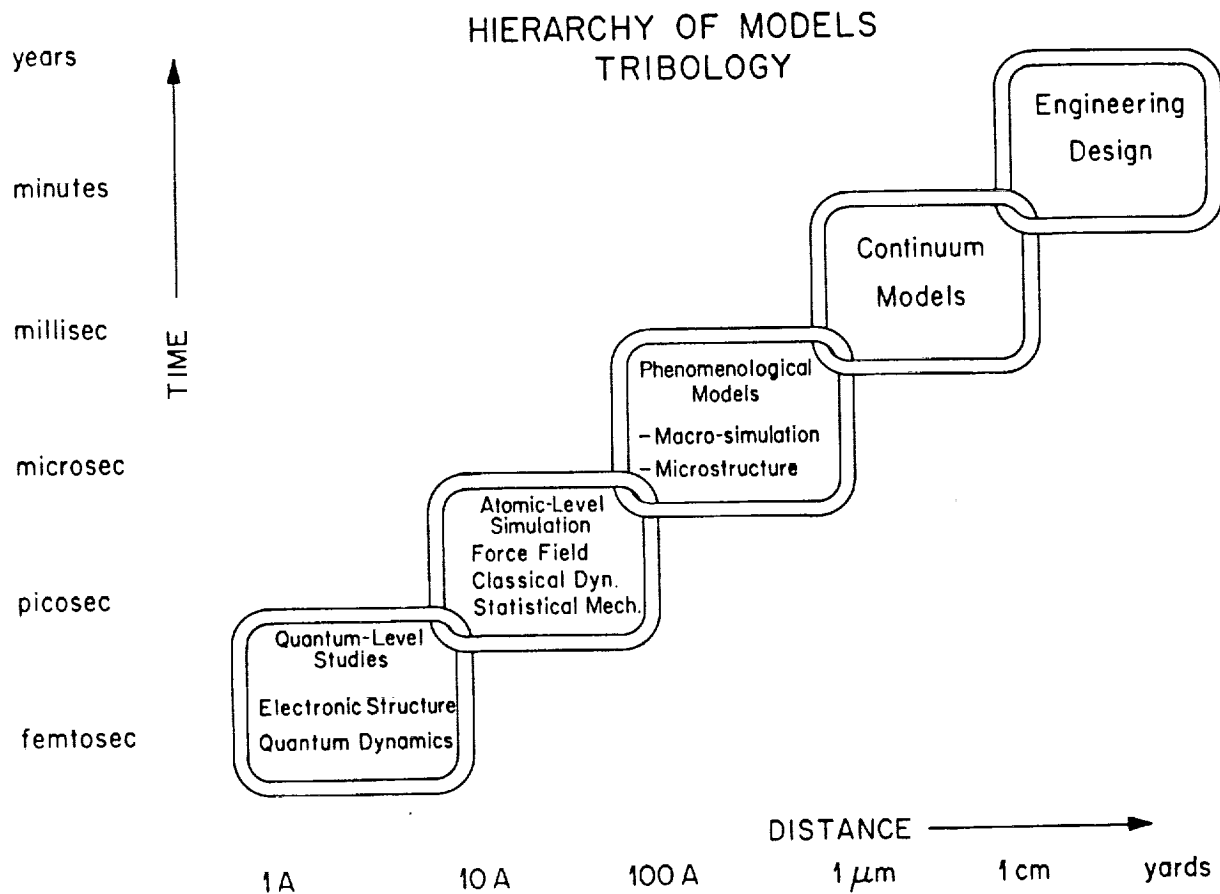 HIERARCHY OF MODELS
TRIBOLOGY
years
minutes
millisec
microsec
picosec
femtosec
TIME
Engineering
Design
Continuum
Models
Phenomenological
Models
– Macro-simulation
– Microstructure
Atomic-Level
Simulation
Force Field
Classical Dyn.
Statistical Mech.
Quantum-Level
Studies
Electronic Structure
Quantum Dynamics
DISTANCE
1 A
10 A
100 A
1 μm
1 cm
yards